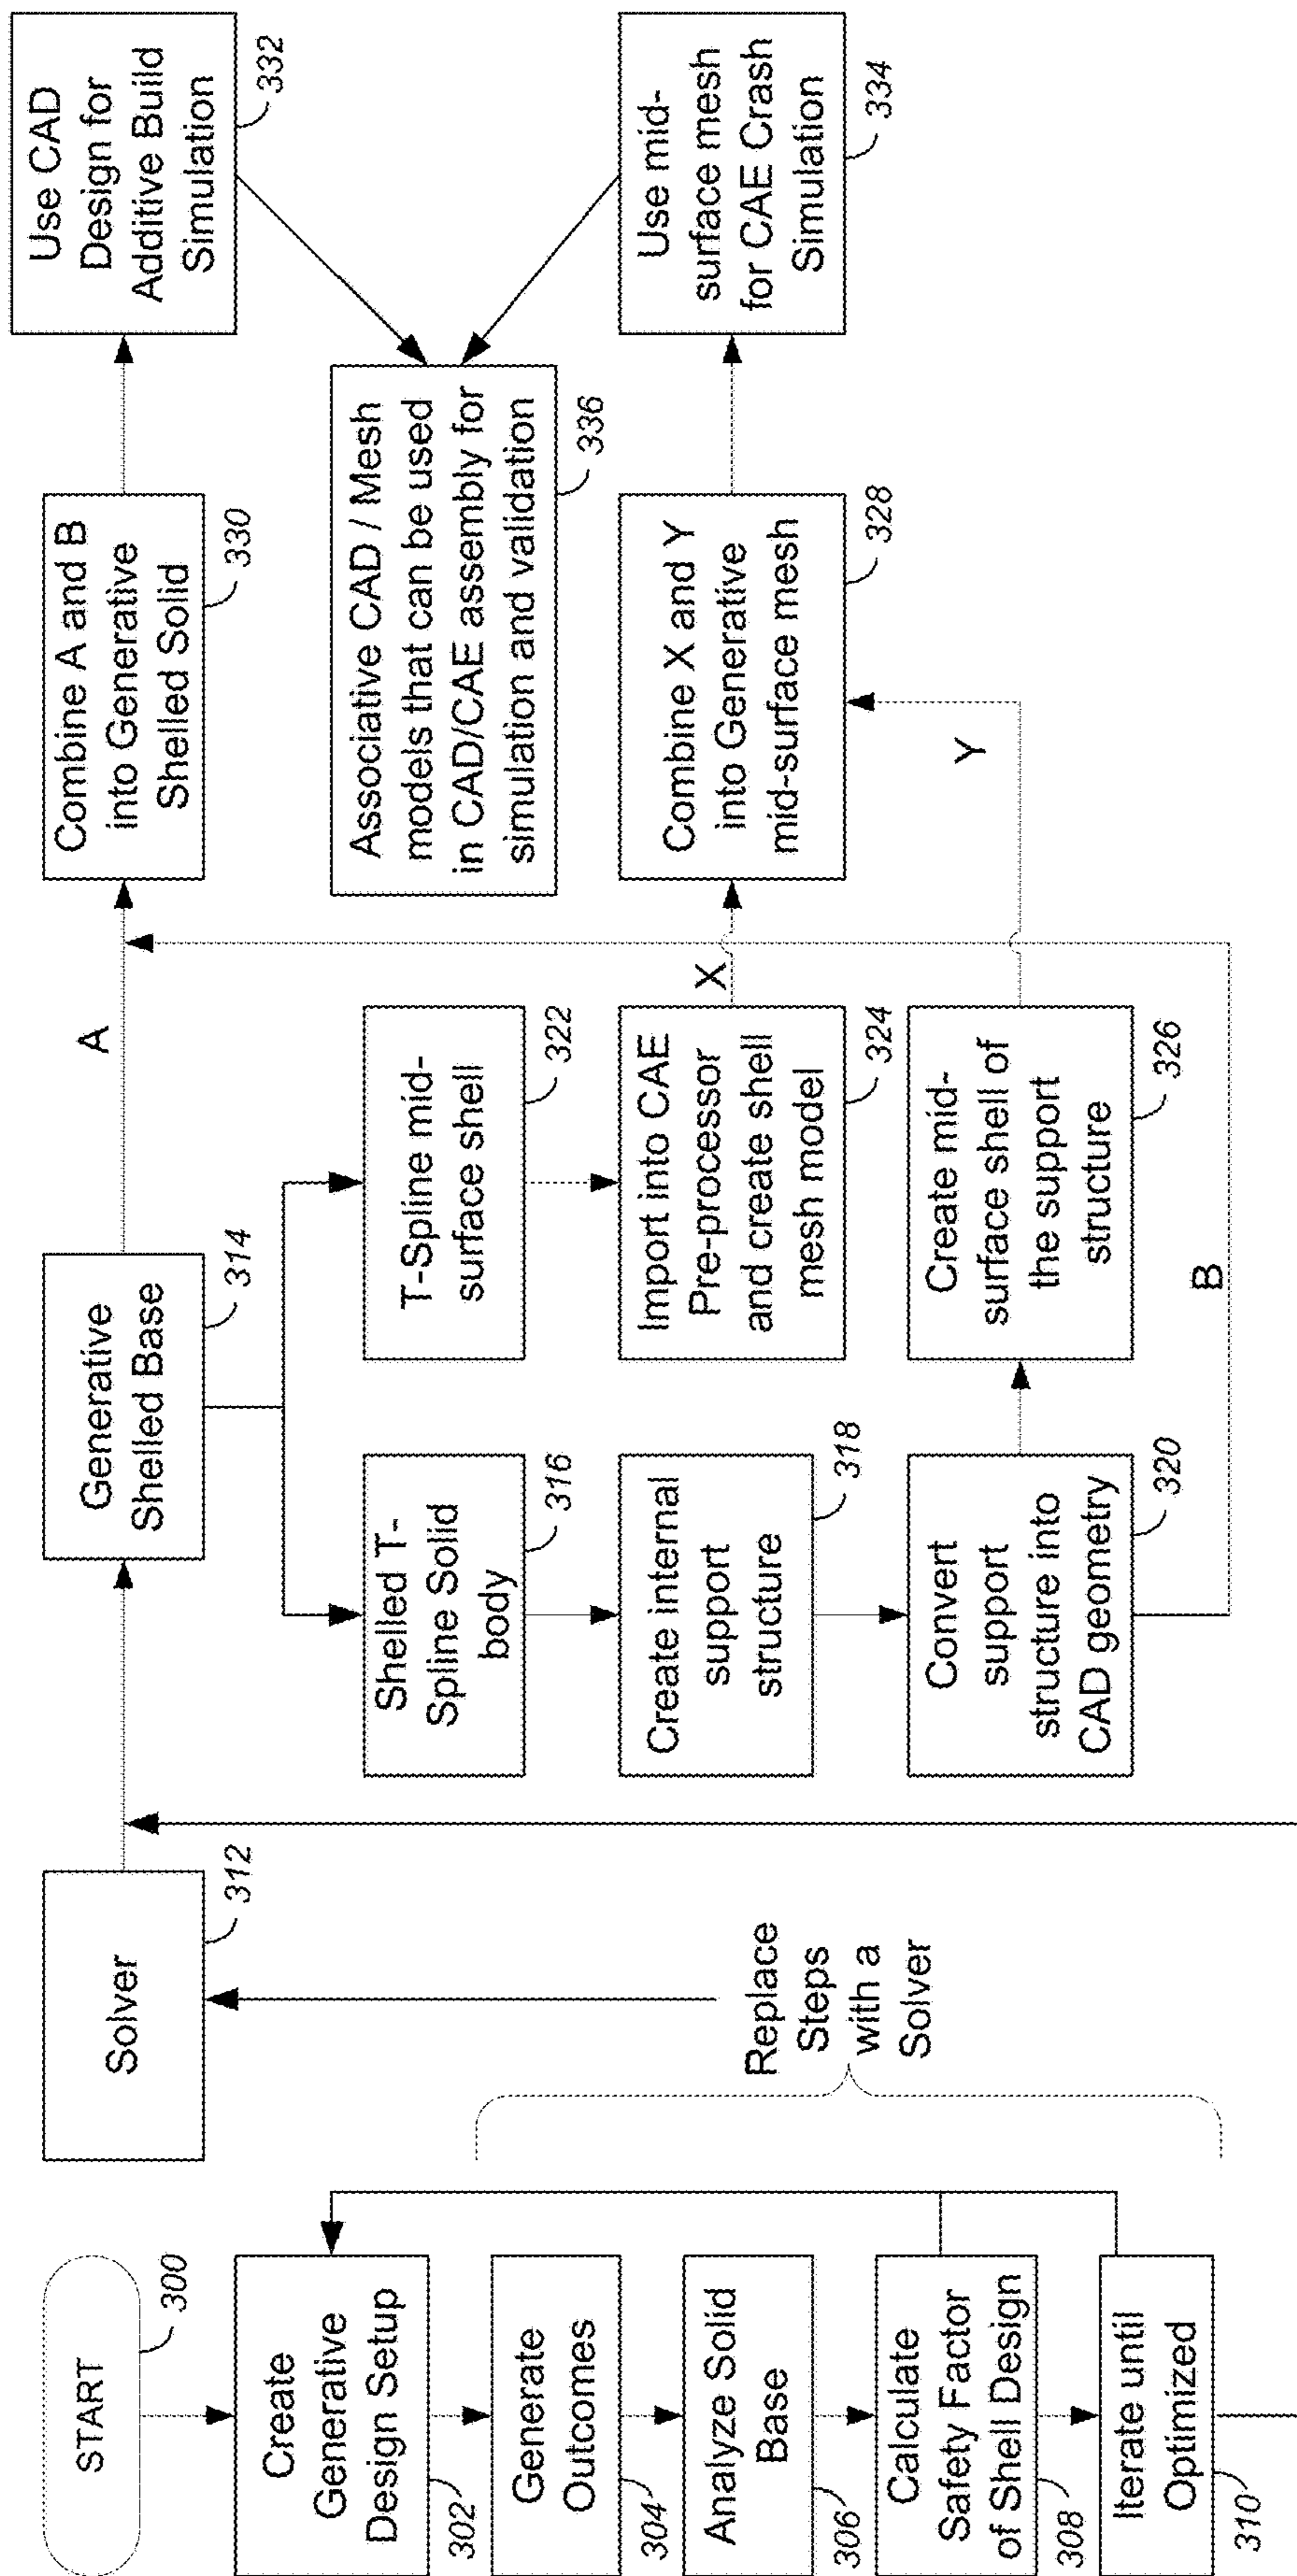 START
300
Create
Generative
Design Setup
302
Generate
Outcomes
304
Analyze Solid
Base
306
Calculate
Safety Factor
of Shell Design
308
Iterate until
Optimized
310
Replace
Steps
with a
Solver
Solver
312
Generative
Shelled Base
314
Shelled T-
Spline Solid
body
316
Create internal
support
structure
318
Convert
support
structure into
CAD geometry
320
T-Spline mid-
surface shell
322
Import into CAE
Pre-processor
and create shell
mesh model
324
Create mid-
surface shell of
the support
structure
326
A
X
Y
B
Combine A and B
into Generative
Shelled Solid
330
Associative CAD / Mesh
models that can be used
in CAD/CAE assembly for
simulation and validation
336
Combine X and Y
into Generative
mid-surface mesh
328
Use CAD
Design for
Additive Build
Simulation
332
Use mid-
surface mesh
for CAE Crash
Simulation
334